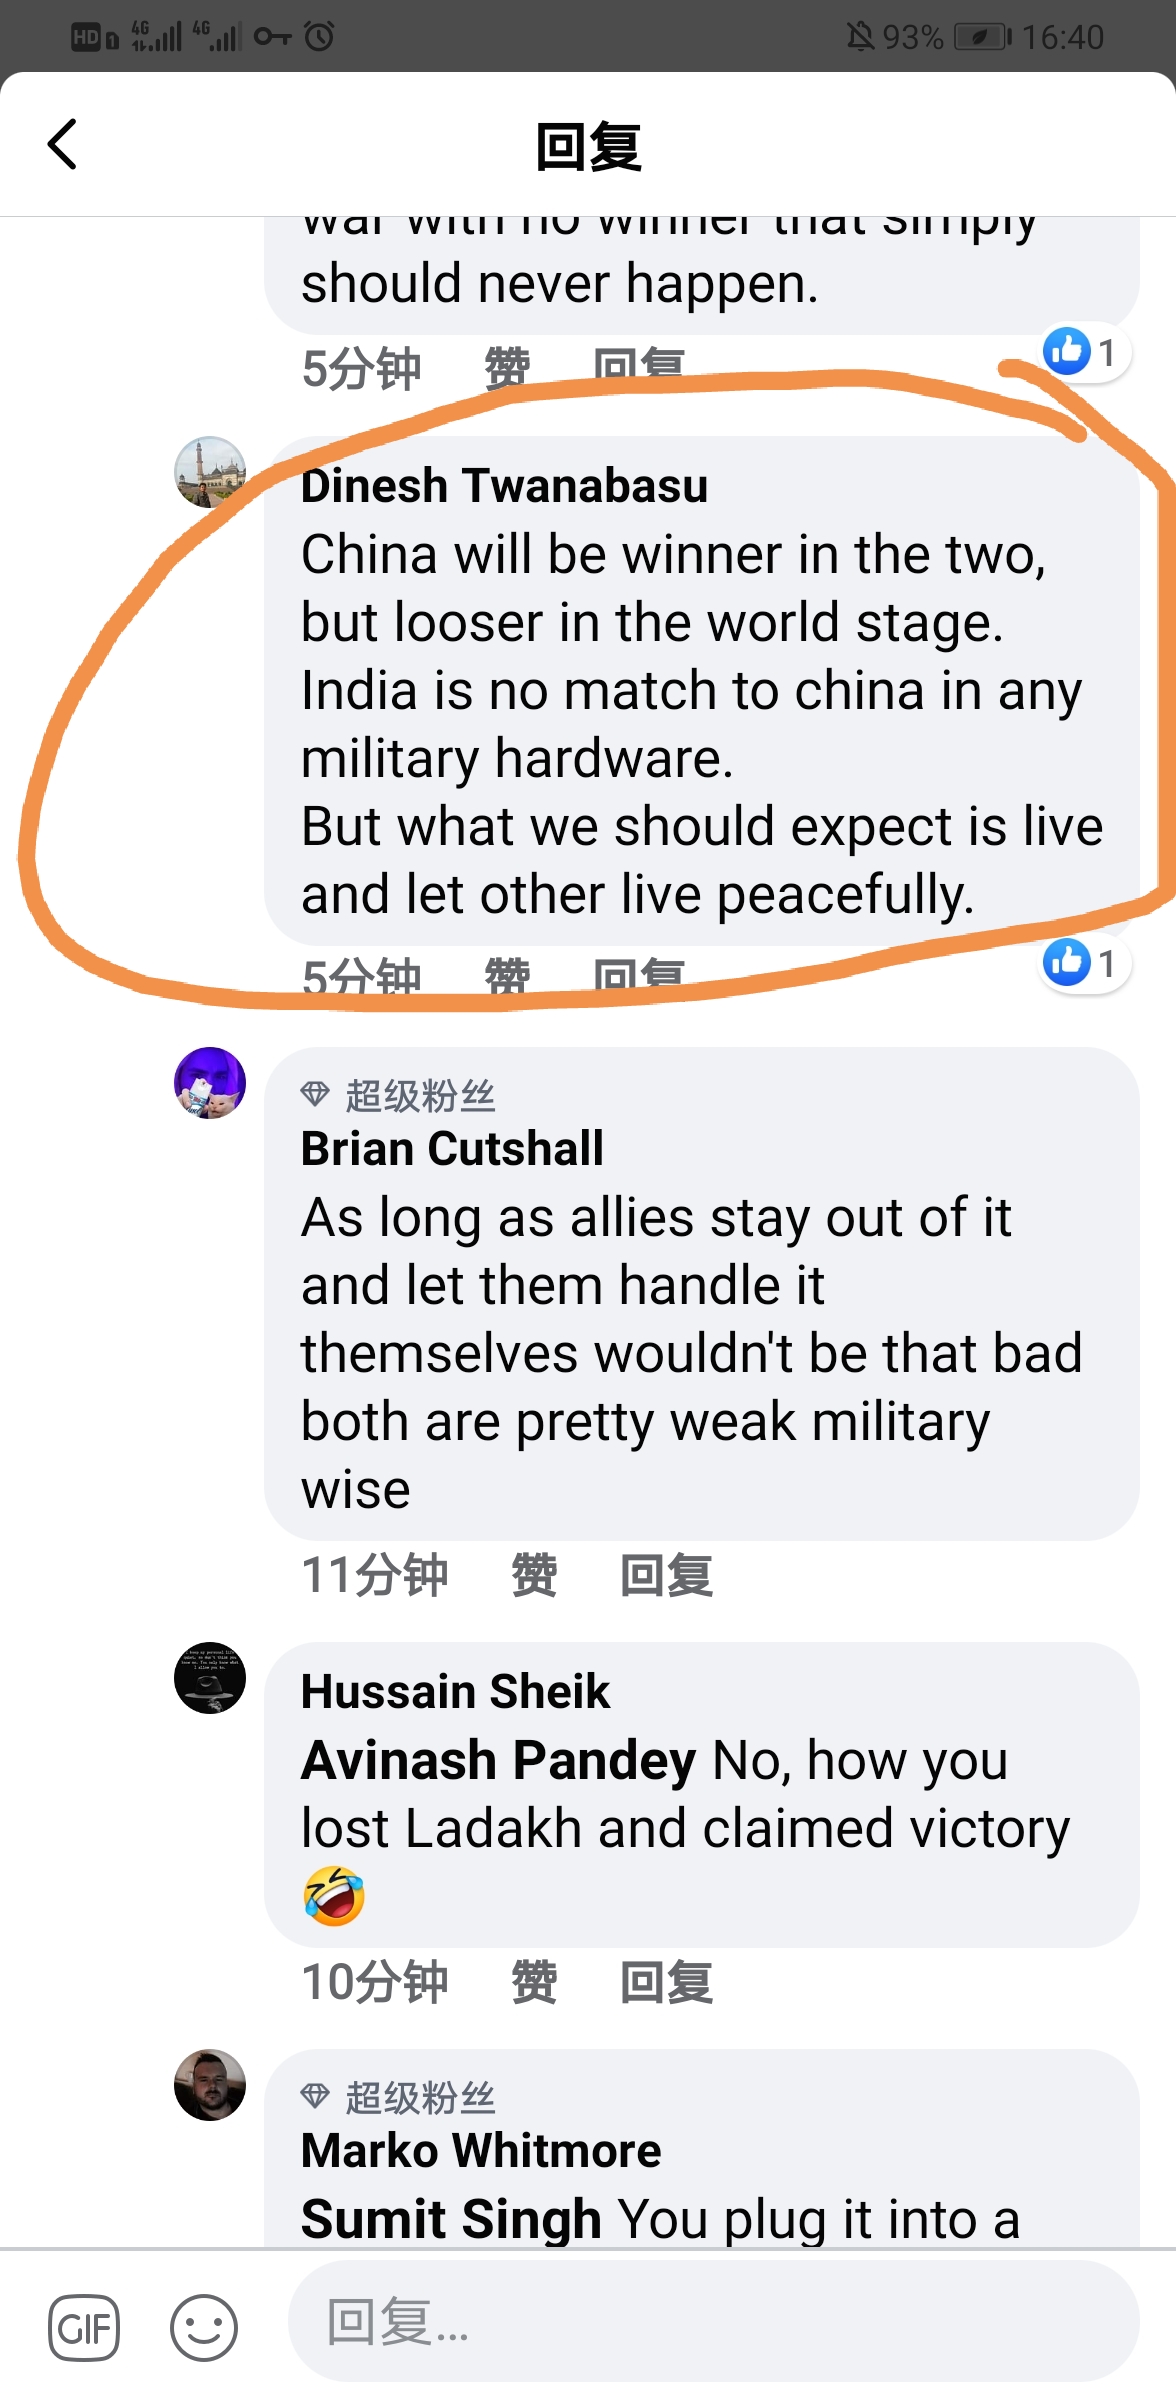 HD 1 4G 4G 93% 16:40
回复
war with no winner that simply
should never happen.
5分钟 赞 回复 1
Dinesh Twanabasu
China will be winner in the two,
but looser in the world stage.
India is no match to china in any
military hardware.
But what we should expect is live
and let other live peacefully.
5分钟 赞 回复 1
超级粉丝
Brian Cutshall
As long as allies stay out of it
and let them handle it
themselves wouldn't be that bad
both are pretty weak military
wise
11分钟 赞 回复
Hussain Sheik
Avinash Pandey No, how you
lost Ladakh and claimed victory
🤣
10分钟 赞 回复
超级粉丝
Marko Whitmore
Sumit Singh You plug it into a
GIF 回复...